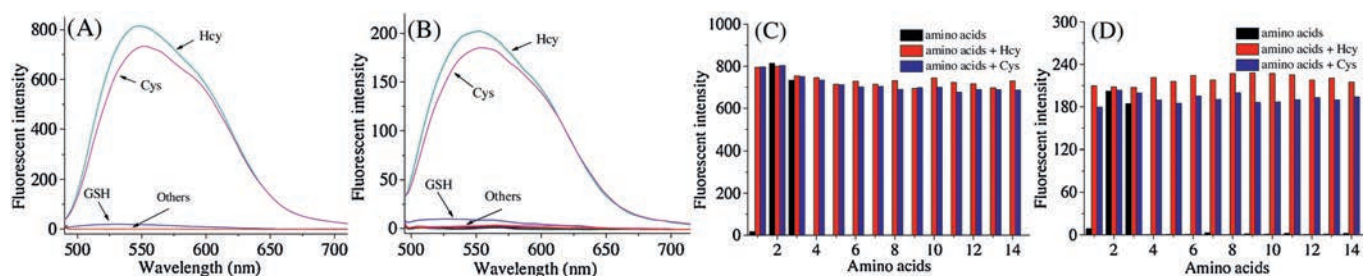 (A)
Hcy
Cys
GSH
Others
800
600
400
200
0
500 550 600 650 700
Wavelength (nm)
Fluorescent intensity
(B)
Hcy
Cys
GSH
Others
200
150
100
50
0
500 550 600 650 700
Wavelength (nm)
Fluorescent intensity
(C)
amino acids
amino acids + Hcy
amino acids + Cys
1000
800
600
400
200
0
2 4 6 8 10 12 14
Amino acids
Fluorescent intensity
(D)
amino acids
amino acids + Hcy
amino acids + Cys
300
240
180
120
60
0
2 4 6 8 10 12 14
Amino acids
Fluorescent intensity